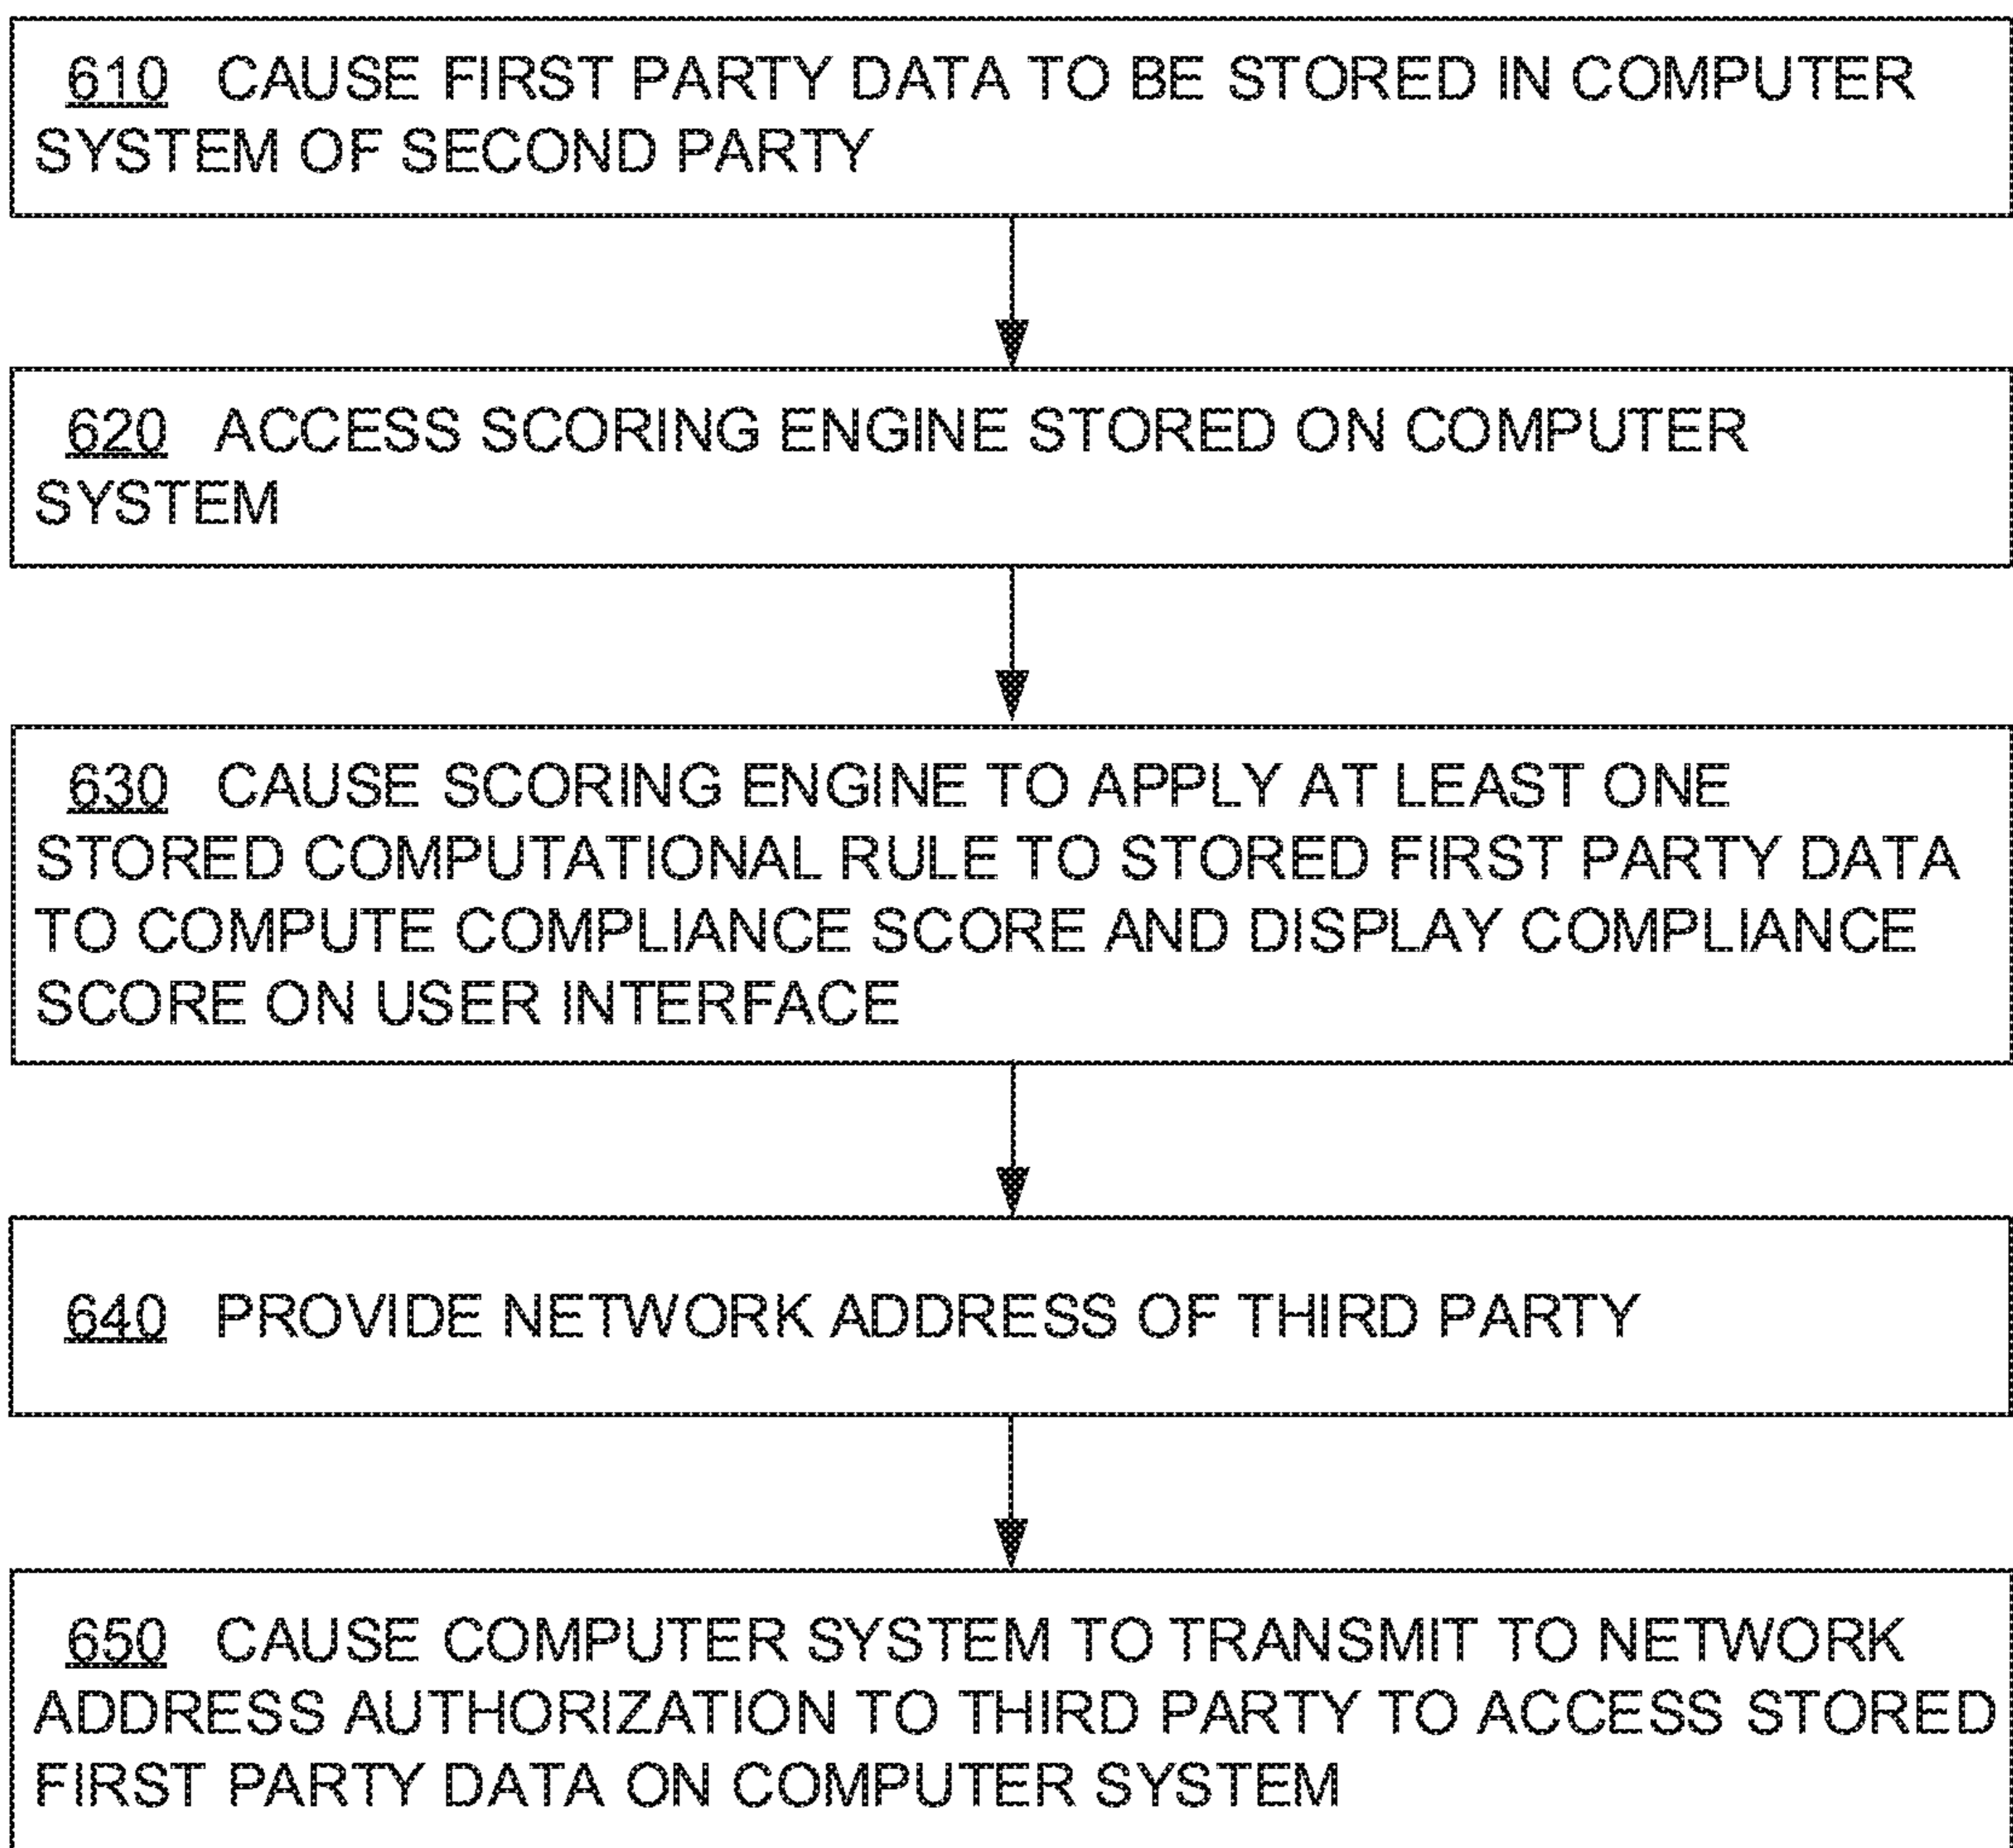 610 CAUSE FIRST PARTY DATA TO BE STORED IN COMPUTER
SYSTEM OF SECOND PARTY
620 ACCESS SCORING ENGINE STORED ON COMPUTER
SYSTEM
630 CAUSE SCORING ENGINE TO APPLY AT LEAST ONE
STORED COMPUTATIONAL RULE TO STORED FIRST PARTY DATA
TO COMPUTE COMPLIANCE SCORE AND DISPLAY COMPLIANCE
SCORE ON USER INTERFACE
640 PROVIDE NETWORK ADDRESS OF THIRD PARTY
650 CAUSE COMPUTER SYSTEM TO TRANSMIT TO NETWORK
ADDRESS AUTHORIZATION TO THIRD PARTY TO ACCESS STORED
FIRST PARTY DATA ON COMPUTER SYSTEM